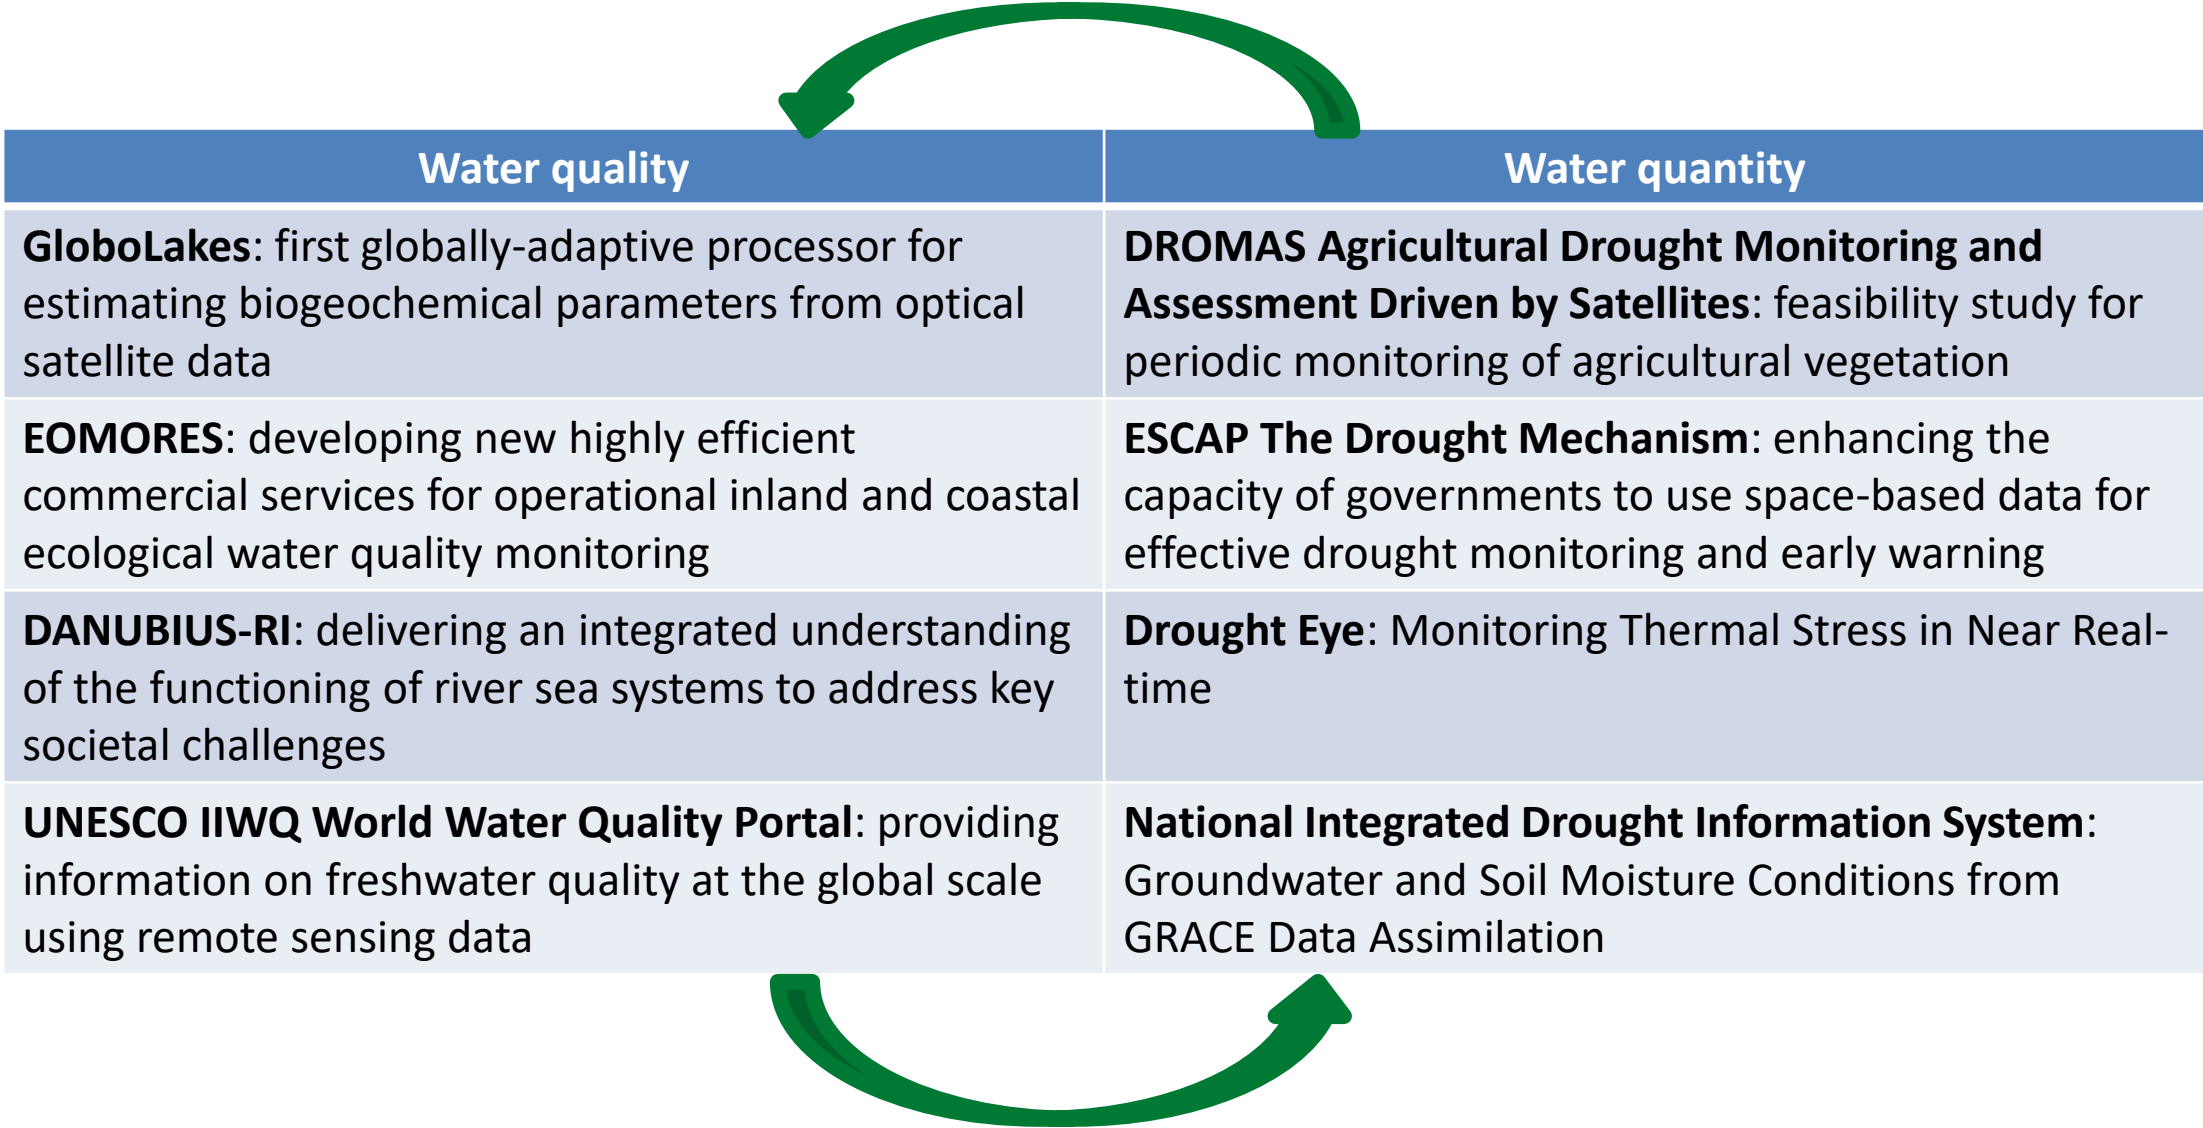 Water quality
Water quantity
GloboLakes: first globally-adaptive processor for
estimating biogeochemical parameters from optical
satellite data
DROMAS Agricultural Drought Monitoring and
Assessment Driven by Satellites: feasibility study for
periodic monitoring of agricultural vegetation
EOMORES: developing new highly efficient
commercial services for operational inland and coastal
ecological water quality monitoring
ESCAP The Drought Mechanism: enhancing the
capacity of governments to use space-based data for
effective drought monitoring and early warning
DANUBIUS-RI: delivering an integrated understanding
of the functioning of river sea systems to address key
societal challenges
Drought Eye: Monitoring Thermal Stress in Near Real-
time
UNESCO IIWQ World Water Quality Portal: providing
information on freshwater quality at the global scale
using remote sensing data
National Integrated Drought Information System:
Groundwater and Soil Moisture Conditions from
GRACE Data Assimilation